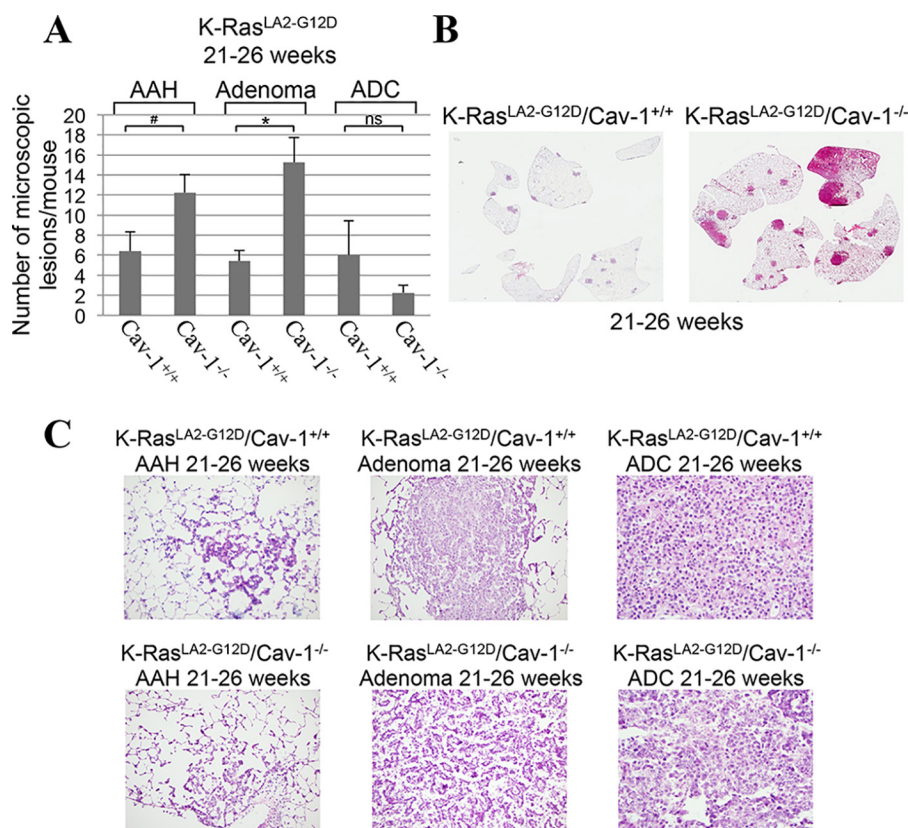 A
K-Ras^LA2-G12D
21-26 weeks
AAH Adenoma ADC
# * ns
Number of microscopic
lesions/mouse
20
18
16
14
12
10
8
6
4
2
0
Cav-1^+/+ Cav-1^-/- Cav-1^+/+ Cav-1^-/- Cav-1^+/+ Cav-1^-/-
B
K-Ras^LA2-G12D/Cav-1^+/+ K-Ras^LA2-G12D/Cav-1^-/-
21-26 weeks
C
K-Ras^LA2-G12D/Cav-1^+/+
AAH 21-26 weeks
K-Ras^LA2-G12D/Cav-1^+/+
Adenoma 21-26 weeks
K-Ras^LA2-G12D/Cav-1^+/+
ADC 21-26 weeks
K-Ras^LA2-G12D/Cav-1^-/-
AAH 21-26 weeks
K-Ras^LA2-G12D/Cav-1^-/-
Adenoma 21-26 weeks
K-Ras^LA2-G12D/Cav-1^-/-
ADC 21-26 weeks